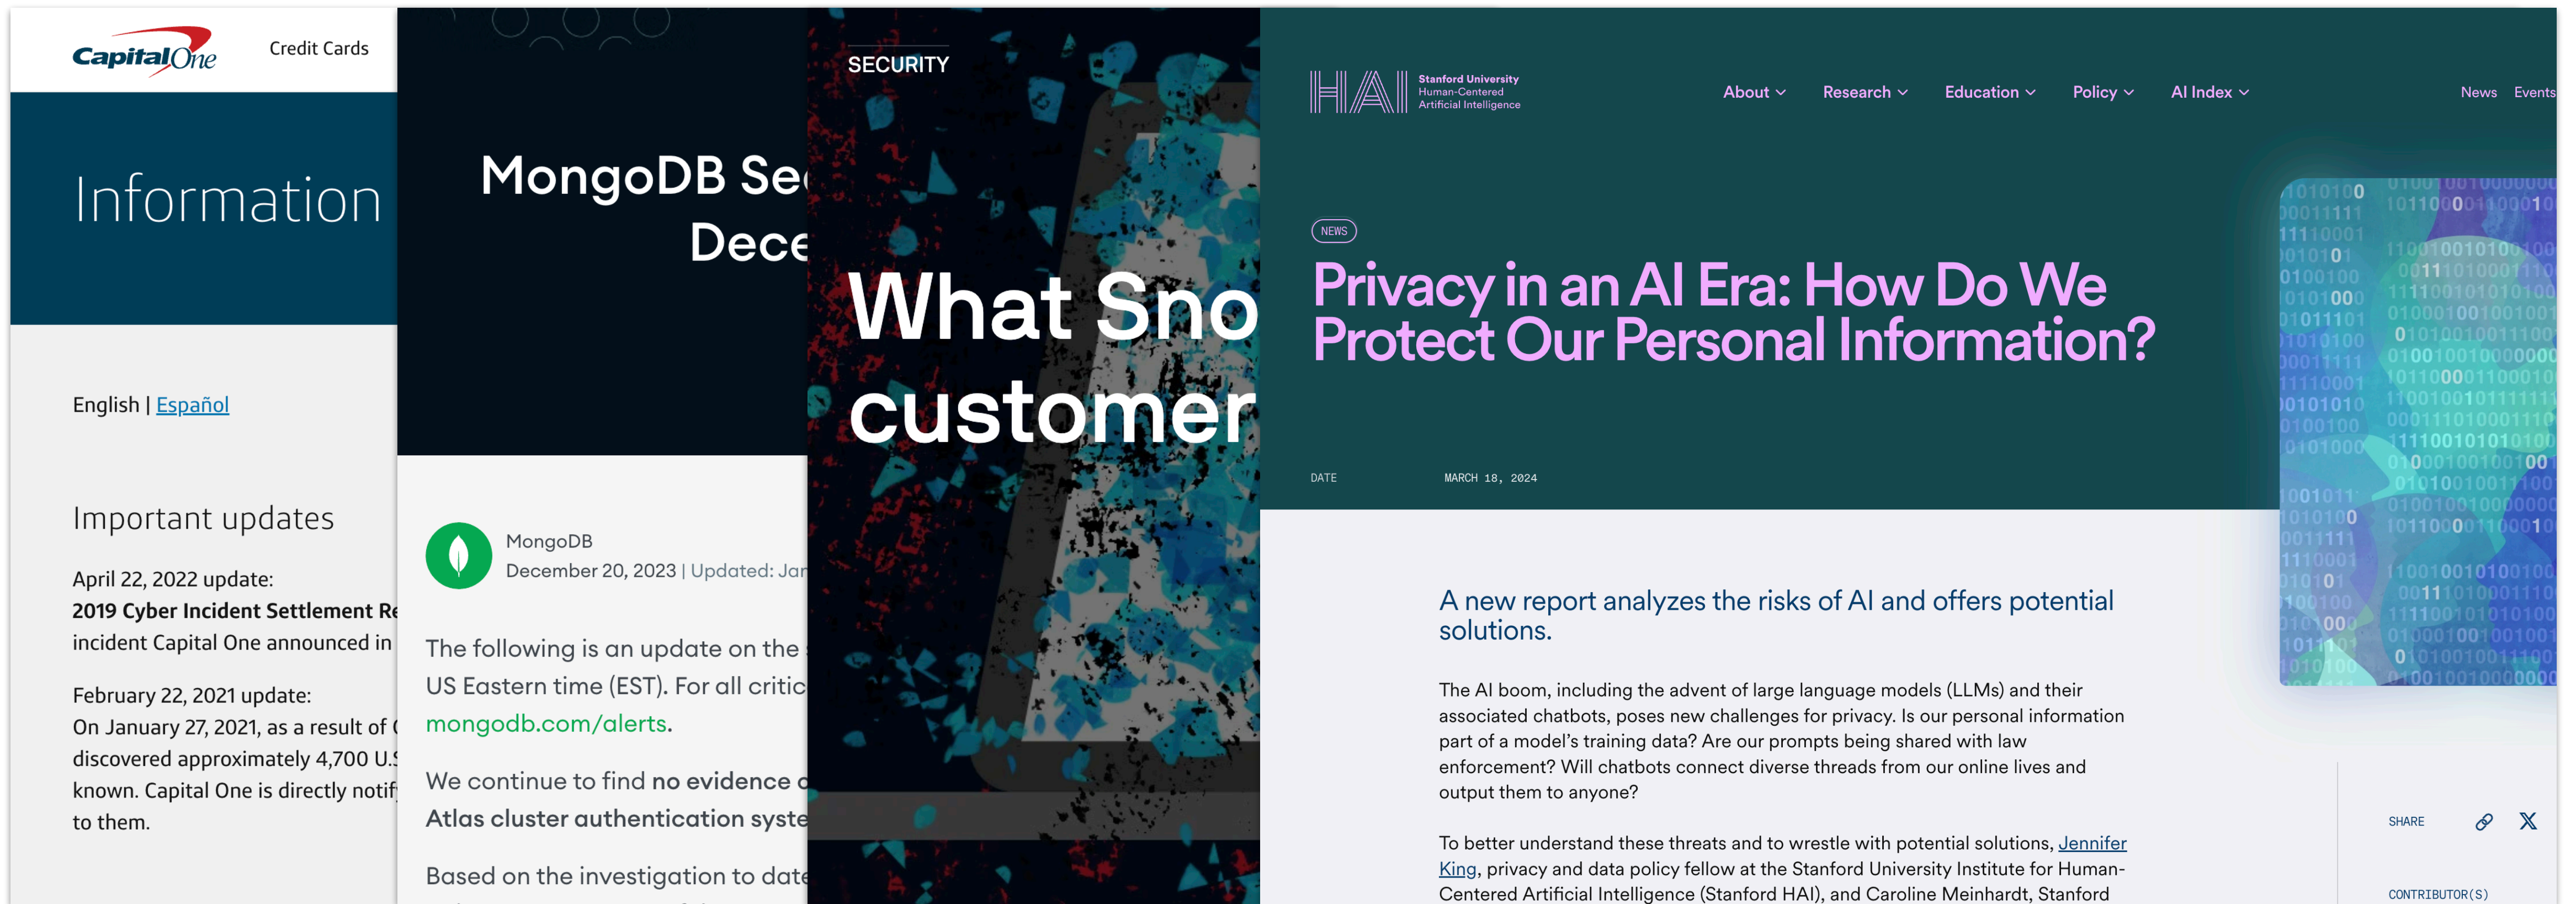 Capital One
Credit Cards
Information
English | Español
Important updates
April 22, 2022 update:
2019 Cyber Incident Settlement Re
incident Capital One announced in
February 22, 2021 update:
On January 27, 2021, as a result of
discovered approximately 4,700 U.S
known. Capital One is directly notif
to them.
MongoDB Sec
Dece
MongoDB
December 20, 2023 | Updated: Jan
The following is an update on the
US Eastern time (EST). For all critic
mongodb.com/alerts.
We continue to find no evidence o
Atlas cluster authentication syste
Based on the investigation to date
SECURITY
What Sno
customer
HAI
Stanford University
Human-Centered
Artificial Intelligence
About
Research
Education
Policy
AI Index
News
Events
NEWS
Privacy in an AI Era: How Do We
Protect Our Personal Information?
DATE
MARCH 18, 2024
A new report analyzes the risks of AI and offers potential
solutions.
The AI boom, including the advent of large language models (LLMs) and their
associated chatbots, poses new challenges for privacy. Is our personal information
part of a model’s training data? Are our prompts being shared with law
enforcement? Will chatbots connect diverse threads from our online lives and
output them to anyone?
To better understand these threats and to wrestle with potential solutions, Jennifer
King, privacy and data policy fellow at the Stanford University Institute for Human-
Centered Artificial Intelligence (Stanford HAI), and Caroline Meinhardt, Stanford
SHARE
CONTRIBUTOR(S)